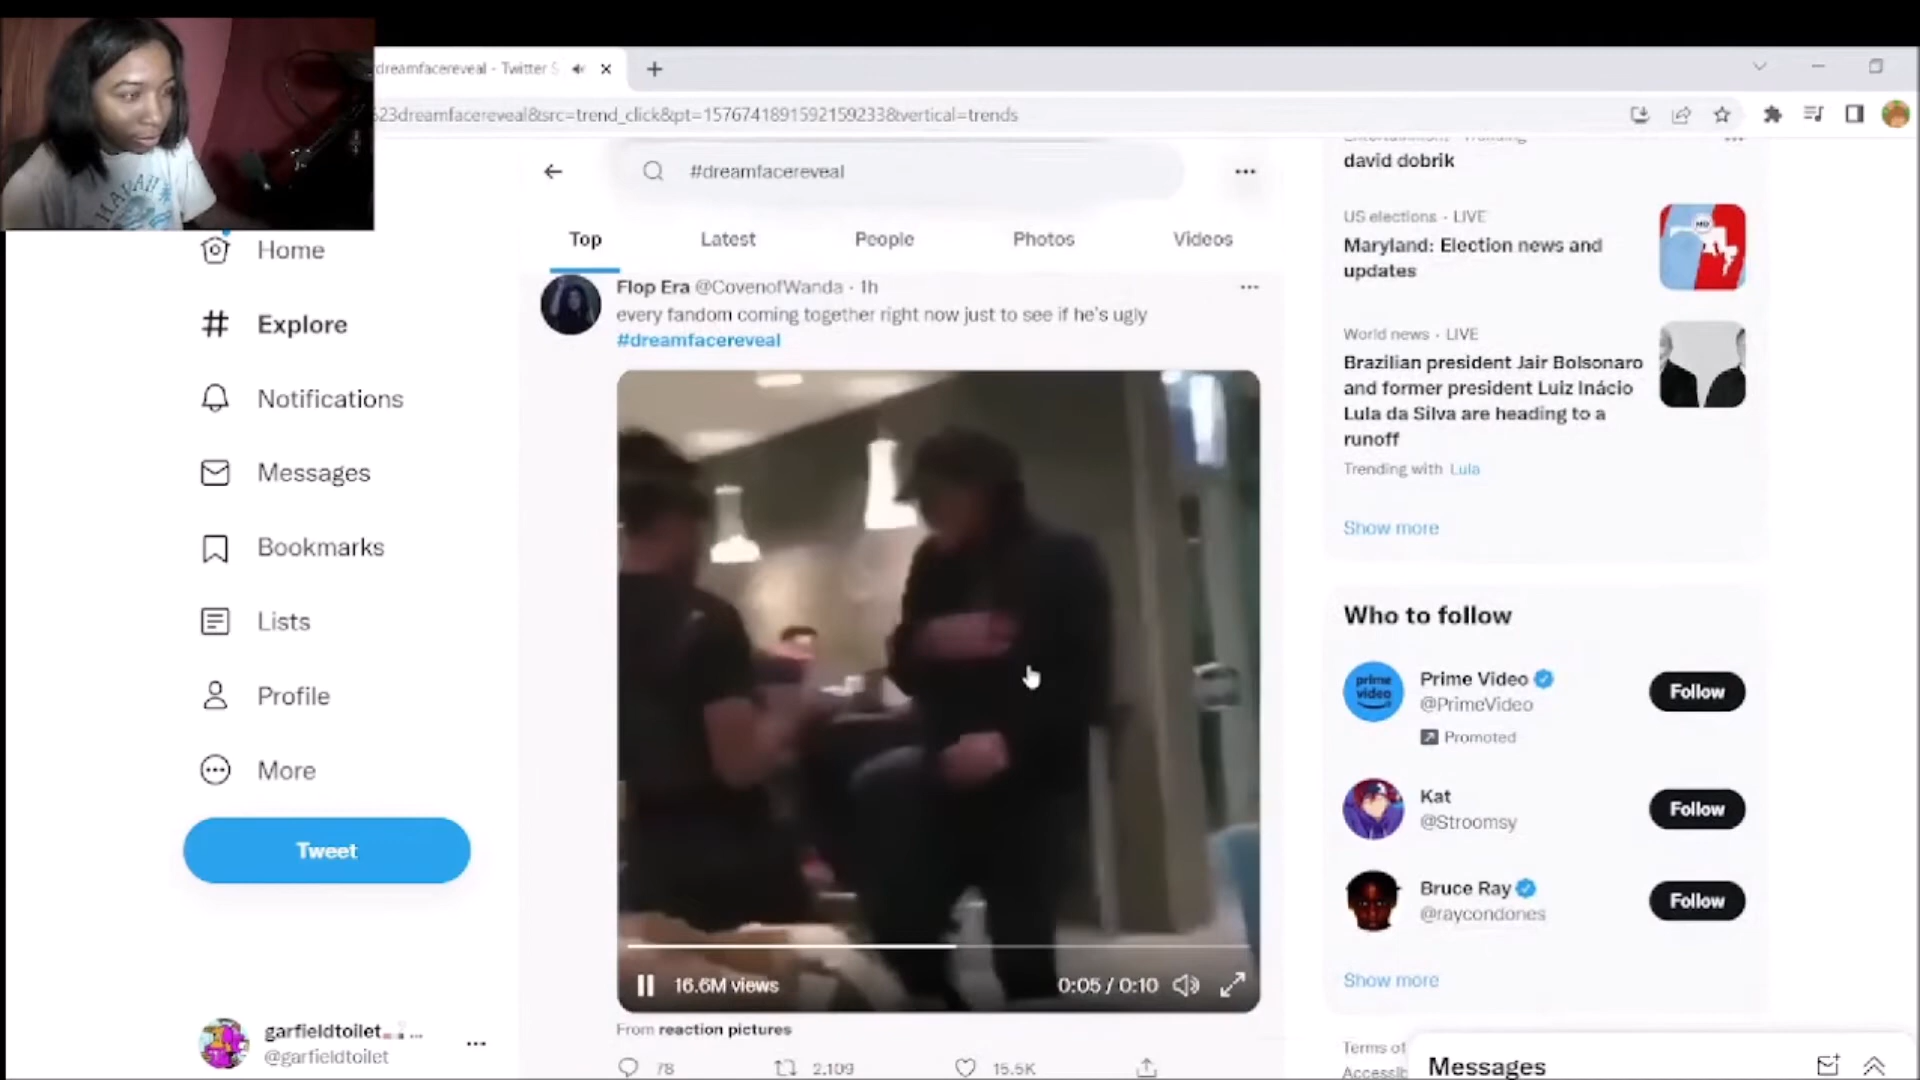 dreamfacereveal - Twitter S
23dreamfacereveal&src=trend_click&pt=1576741891592159233&vertical=trends
#dreamfacereveal
Top
Latest
People
Photos
Videos
Home
Explore
Notifications
Messages
Bookmarks
Lists
Profile
More
Tweet
garfieldtoilet
@garfieldtoilet
Flop Era @CovenofWanda · 1h
every fandom coming together right now just to see if he's ugly
#dreamfacereveal
16.6M views
0:05 / 0:10
From reaction pictures
78
2,109
15.5K
david dobrik
US elections · LIVE
Maryland: Election news and
updates
World news · LIVE
Brazilian president Jair Bolsonaro
and former president Luiz Inácio
Lula da Silva are heading to a
runoff
Trending with Lula
Show more
Who to follow
prime
video
Prime Video
@PrimeVideo
Promoted
Follow
Kat
@Stroomsy
Follow
Bruce Ray
@raycondones
Follow
Show more
Terms of
Messages